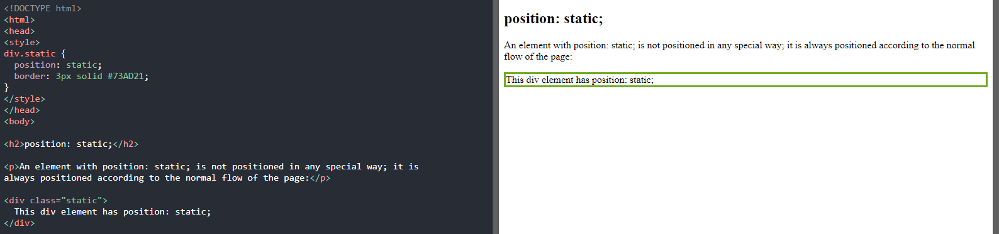 <!DOCTYPE html>
<html>
<head>
<style>
div.static {
  position: static;
  border: 3px solid #73AD21;
}
</style>
</head>
<body>

<h2>position: static;</h2>

<p>An element with position: static; is not positioned in any special way; it is
always positioned according to the normal flow of the page:</p>

<div class="static">
  This div element has position: static;
</div>

position: static;
An element with position: static; is not positioned in any special way; it is always positioned according to the normal
flow of the page:
This div element has position: static;